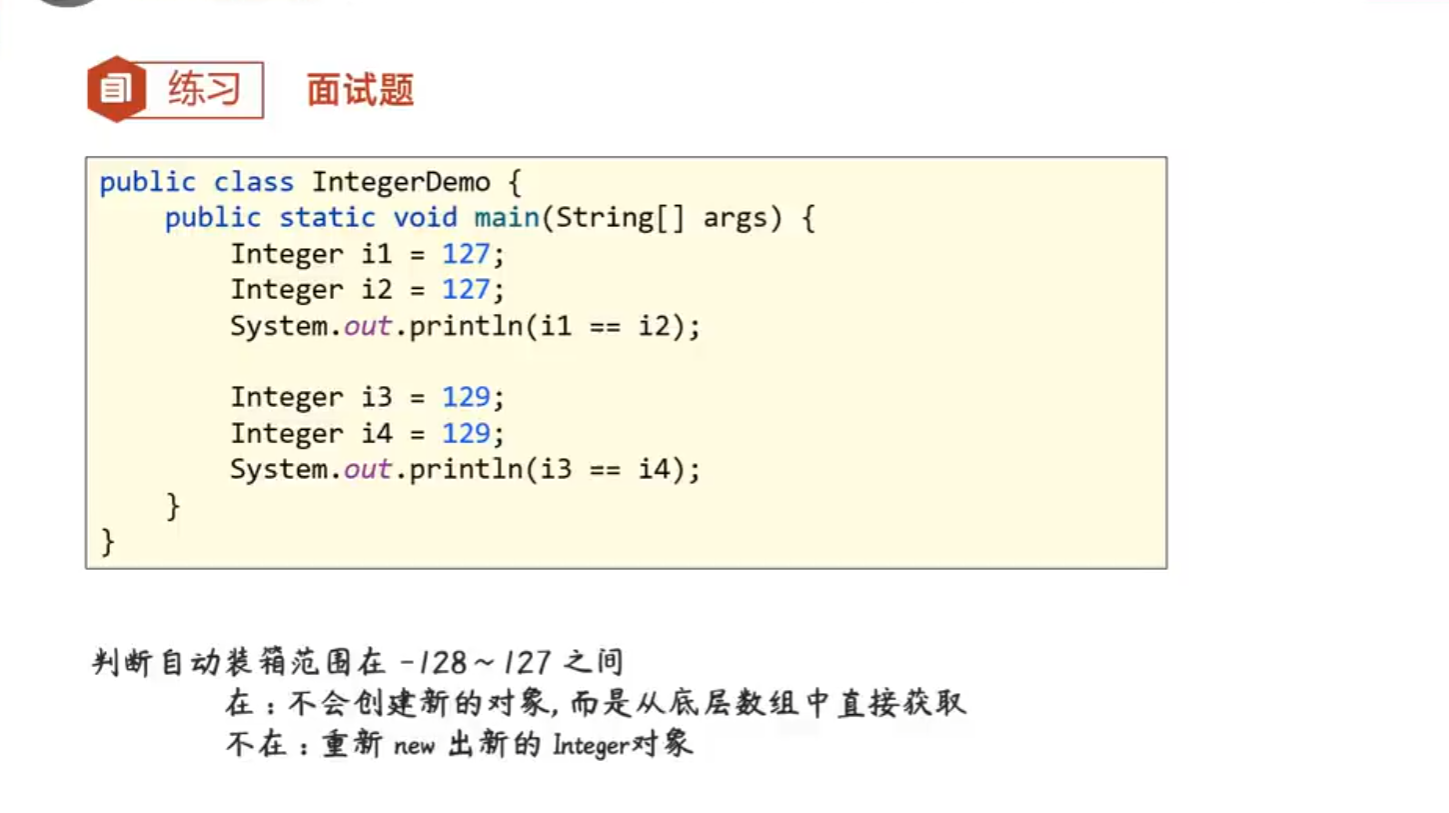 练习 面试题
public class IntegerDemo {
    public static void main(String[] args) {
        Integer i1 = 127;
        Integer i2 = 127;
        System.out.println(i1 == i2);
        Integer i3 = 129;
        Integer i4 = 129;
        System.out.println(i3 == i4);
    }
}
判断自动装箱范围在 -128~127 之间
在：不会创建新的对象, 而是从底层数组中直接获取
不在：重新 new 出新的 Integer对象